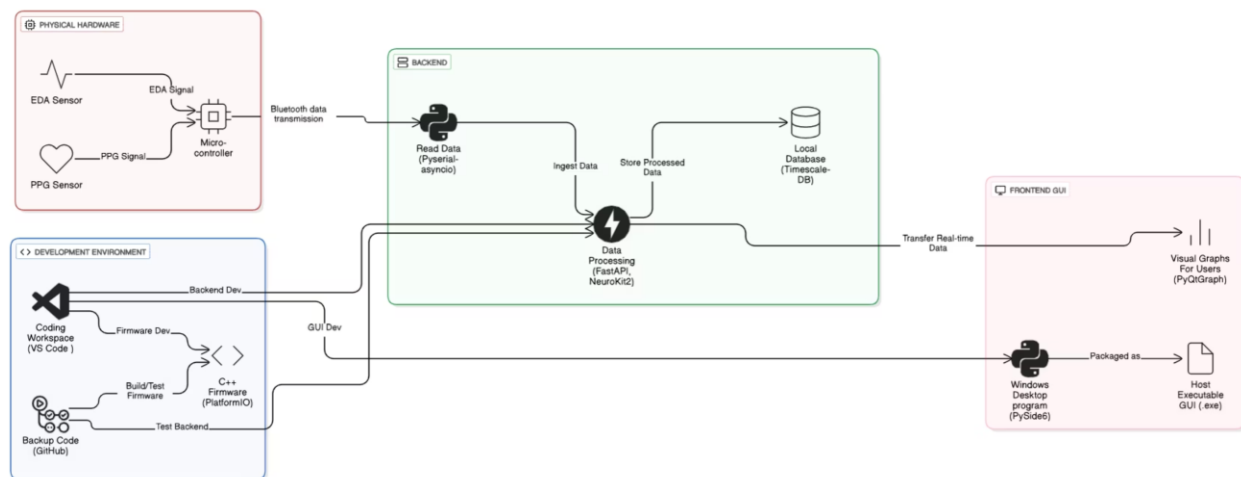 PHYSICAL HARDWARE
EDA Sensor
EDA Signal
PPG Sensor
PPG Signal
Micro-
controller
Bluetooth data
transmission
BACKEND
Read Data
(Pyserial-
asyncio)
Ingest Data
Store Processed
Data
Local
Database
(Timescale-
DB)
Data
Processing
(FastAPI,
NeuroKit2)
Transfer Real-time
Data
FRONTEND GUI
Visual Graphs
For Users
(PyQtGraph)
Windows
Desktop
program
(PySide6)
Packaged as
Host
Executable
GUI (.exe)
DEVELOPMENT ENVIRONMENT
Coding
Workspace
(VS Code )
Backend Dev
GUI Dev
Firmware Dev
C++
Firmware
(PlatformIO)
Build/Test
Firmware
Test Backend
Backup Code
(GitHub)